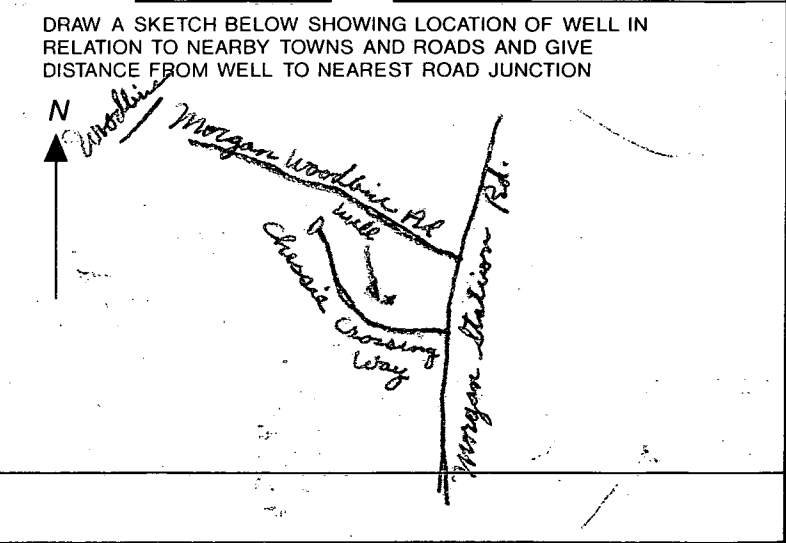 DRAW A SKETCH BELOW SHOWING LOCATION OF WELL IN
RELATION TO NEARBY TOWNS AND ROADS AND GIVE
DISTANCE FROM WELL TO NEAREST ROAD JUNCTION
N
Woodbine
Morgan Woodbine Rd
Well
Chessie
Crossing
Way
Morgan Station Rd.